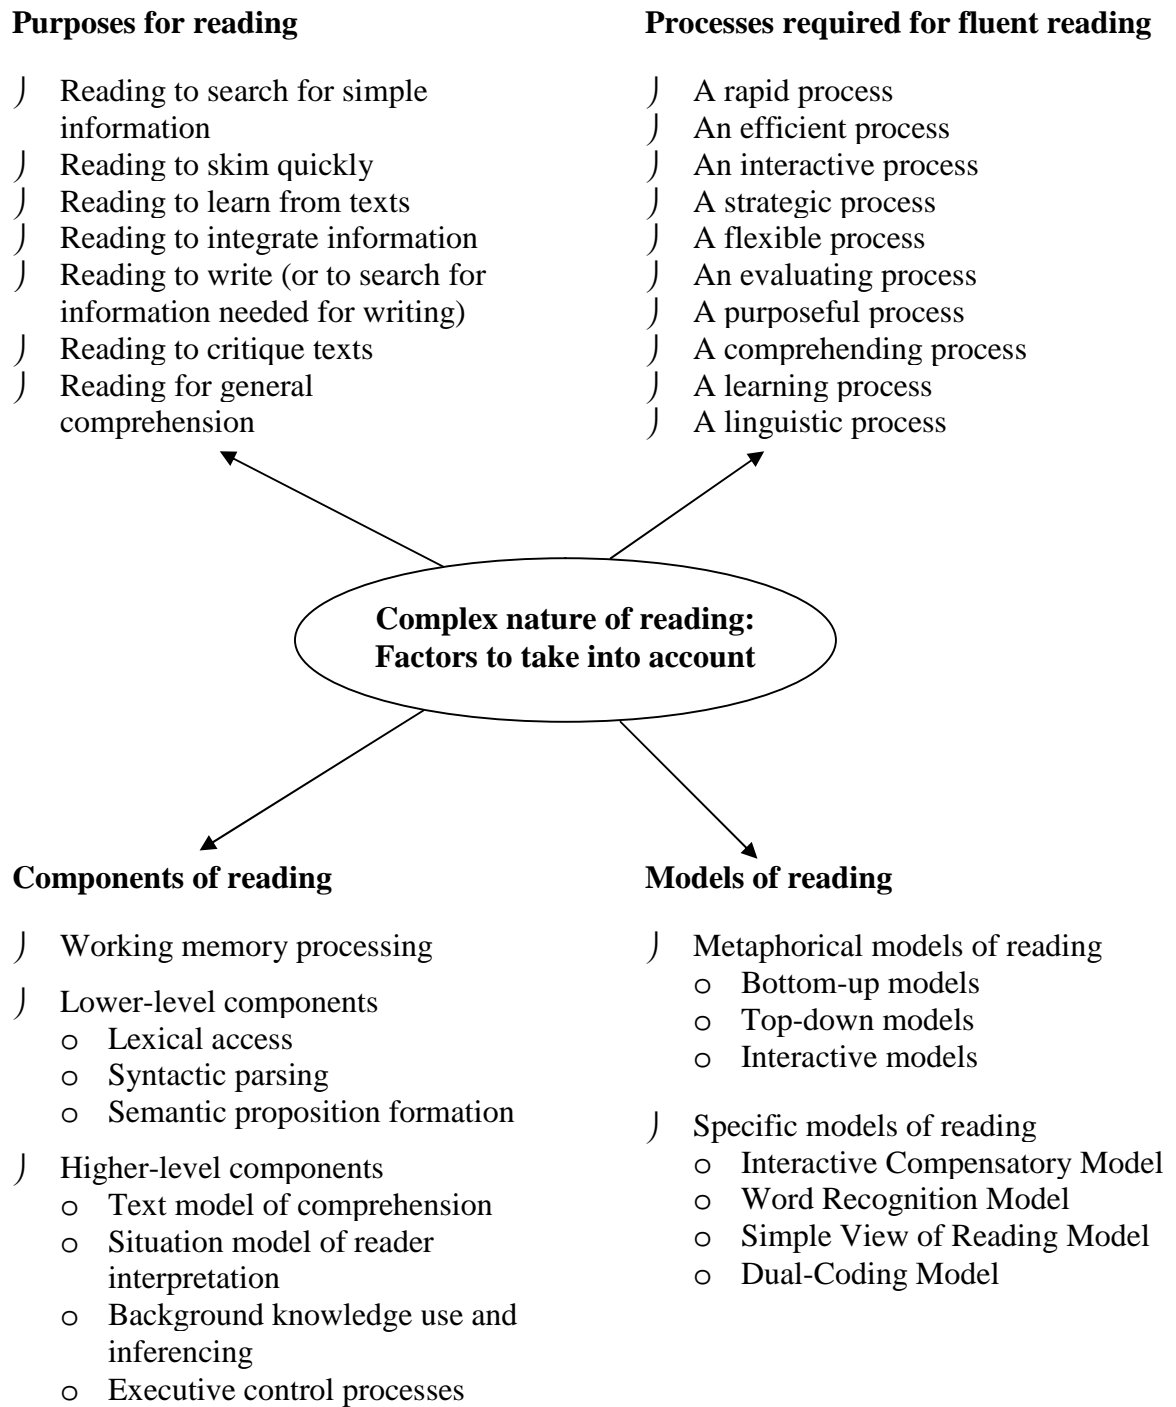 Purposes for reading
⌡ Reading to search for simple
information
⌡ Reading to skim quickly
⌡ Reading to learn from texts
⌡ Reading to integrate information
⌡ Reading to write (or to search for
information needed for writing)
⌡ Reading to critique texts
⌡ Reading for general
comprehension
Processes required for fluent reading
⌡ A rapid process
⌡ An efficient process
⌡ An interactive process
⌡ A strategic process
⌡ A flexible process
⌡ An evaluating process
⌡ A purposeful process
⌡ A comprehending process
⌡ A learning process
⌡ A linguistic process
Complex nature of reading:
Factors to take into account
Components of reading
⌡ Working memory processing
⌡ Lower-level components
o Lexical access
o Syntactic parsing
o Semantic proposition formation
⌡ Higher-level components
o Text model of comprehension
o Situation model of reader
interpretation
o Background knowledge use and
inferencing
o Executive control processes
Models of reading
⌡ Metaphorical models of reading
o Bottom-up models
o Top-down models
o Interactive models
⌡ Specific models of reading
o Interactive Compensatory Model
o Word Recognition Model
o Simple View of Reading Model
o Dual-Coding Model